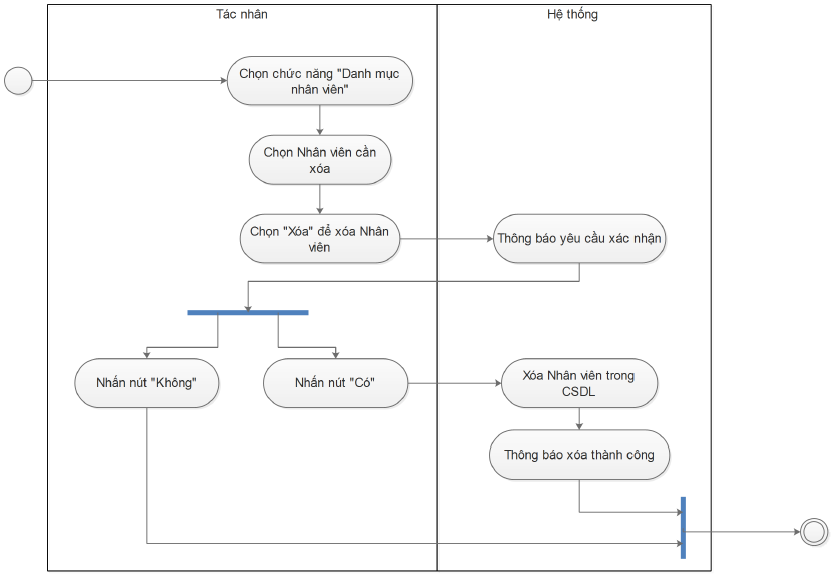 Tác nhân
Hệ thống
Chọn chức năng "Danh mục
nhân viên"
Chọn Nhân viên cần
xóa
Chọn "Xóa" để xóa Nhân
viên
Thông báo yêu cầu xác nhận
Nhấn nút "Không"
Nhấn nút "Có"
Xóa Nhân viên trong
CSDL
Thông báo xóa thành công